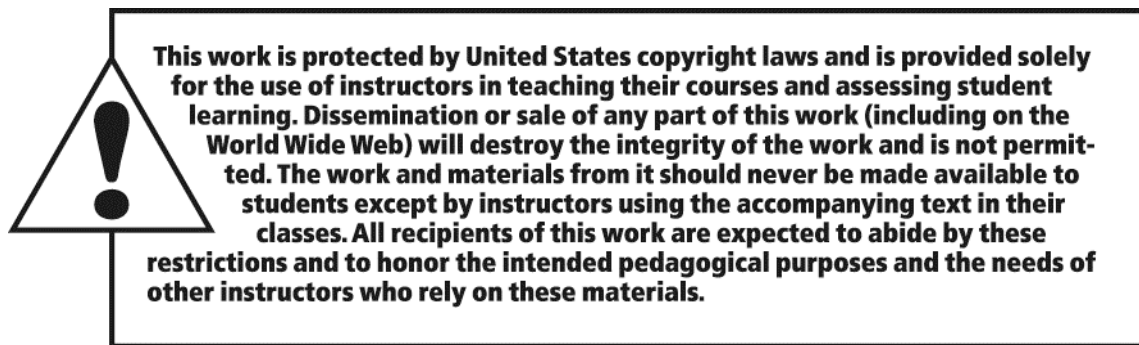 This work is protected by United States copyright laws and is provided solely
for the use of instructors in teaching their courses and assessing student
learning. Dissemination or sale of any part of this work (including on the
World Wide Web) will destroy the integrity of the work and is not permit-
ted. The work and materials from it should never be made available to
students except by instructors using the accompanying text in their
classes. All recipients of this work are expected to abide by these
restrictions and to honor the intended pedagogical purposes and the needs of
other instructors who rely on these materials.